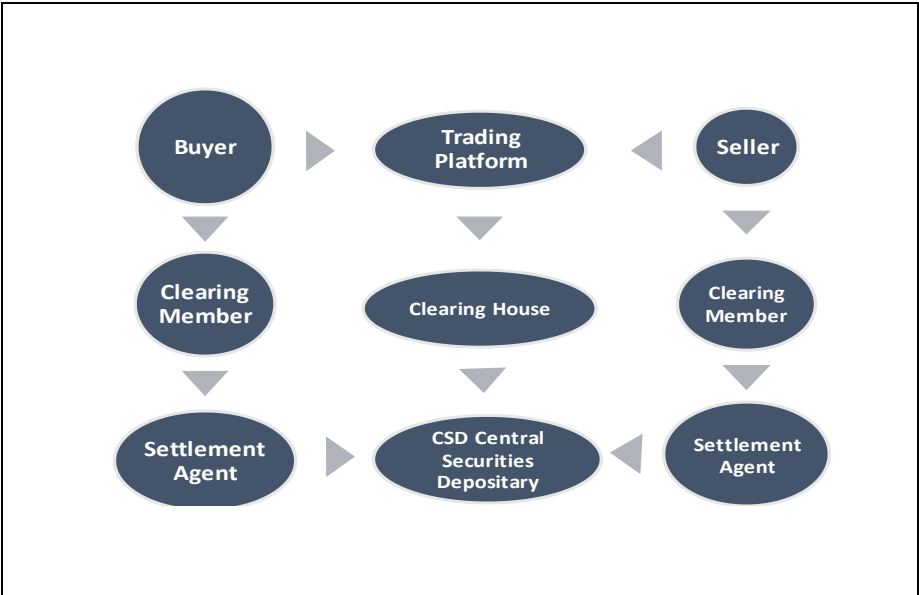 Buyer
Trading
Platform
Seller
Clearing
Member
Clearing House
Clearing
Member
Settlement
Agent
CSD Central
Securities
Depositary
Settlement
Agent